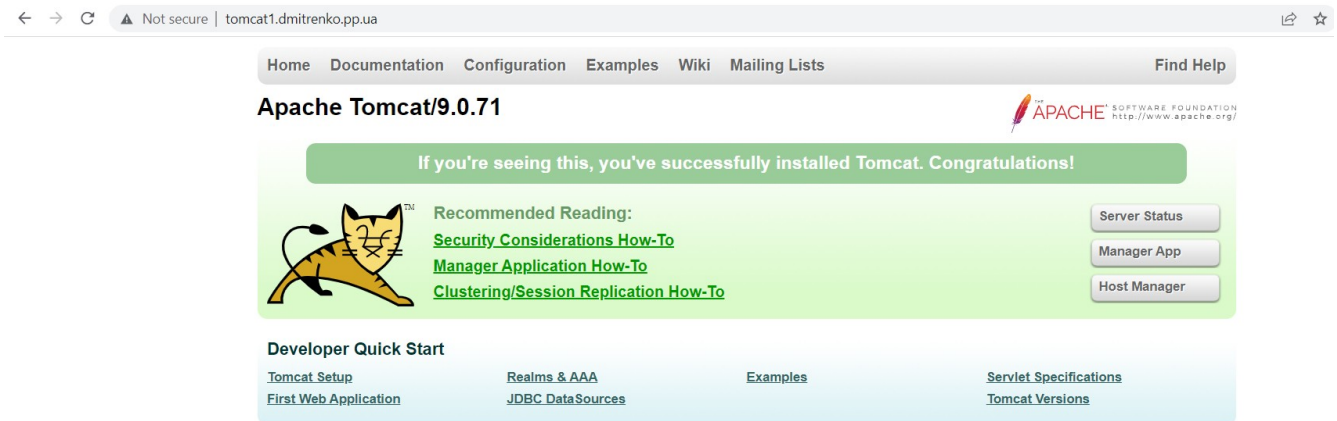 Not secure | tomcat1.dmitrenko.pp.ua
Home Documentation Configuration Examples Wiki Mailing Lists Find Help
Apache Tomcat/9.0.71
THE APACHE® SOFTWARE FOUNDATION
http://www.apache.org/
If you're seeing this, you've successfully installed Tomcat. Congratulations!
TM
Recommended Reading:
Security Considerations How-To
Manager Application How-To
Clustering/Session Replication How-To
Server Status
Manager App
Host Manager
Developer Quick Start
Tomcat Setup
First Web Application
Realms & AAA
JDBC DataSources
Examples
Servlet Specifications
Tomcat Versions